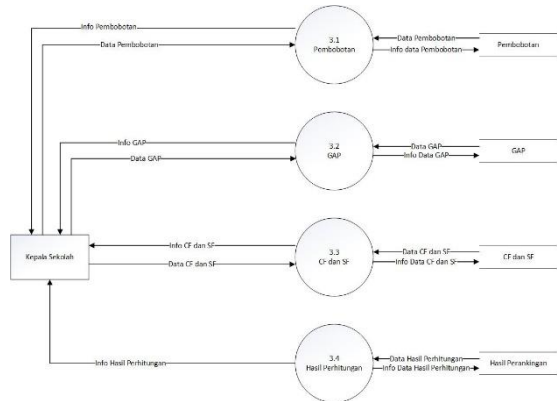 Info Pembobotan
Data Pembobotan
3.1
Pembobotan
Data Pembobotan
Info data Pembobotan
Pembobotan
Info GAP
Data GAP
3.2
GAP
Data GAP
Info Data GAP
GAP
Kepala Sekolah
Info CF dan SF
Data CF dan SF
3.3
CF dan SF
Data CF dan SF
Info Data CF dan SF
CF dan SF
Info Hasil Perhitungan
3.4
Hasil Perhitungan
Data Hasil Perhitungan
Info Data Hasil Perhitungan
Hasil Perankingan